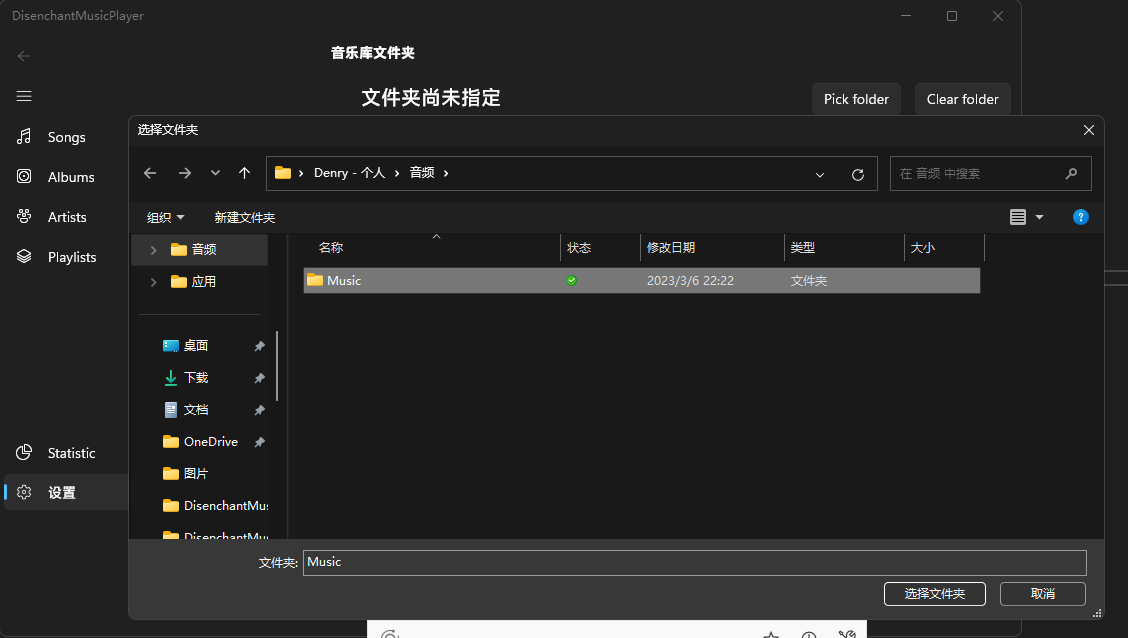 DisenchantMusicPlayer
音乐库文件夹
文件夹尚未指定
Pick folder
Clear folder
Songs
Albums
Artists
Playlists
Statistic
设置
选择文件夹
Denry - 个人 › 音频 ›
在 音频 中搜索
组织
新建文件夹
?
音频
应用
桌面
下载
文档
OneDrive
图片
DisenchantMus
DisenchantMus
名称 状态 修改日期 类型 大小
Music 2023/3/6 22:22 文件夹
文件夹: Music
选择文件夹
取消